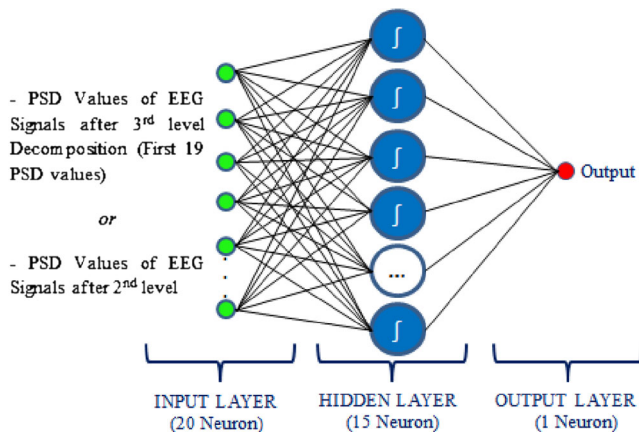 - PSD Values of EEG
Signals after 3rd level
Decomposition (First 19
PSD values)
or
- PSD Values of EEG
Signals after 2nd level
∫
∫
∫
∫
...
∫
Output
INPUT LAYER
(20 Neuron)
HIDDEN LAYER
(15 Neuron)
OUTPUT LAYER
(1 Neuron)